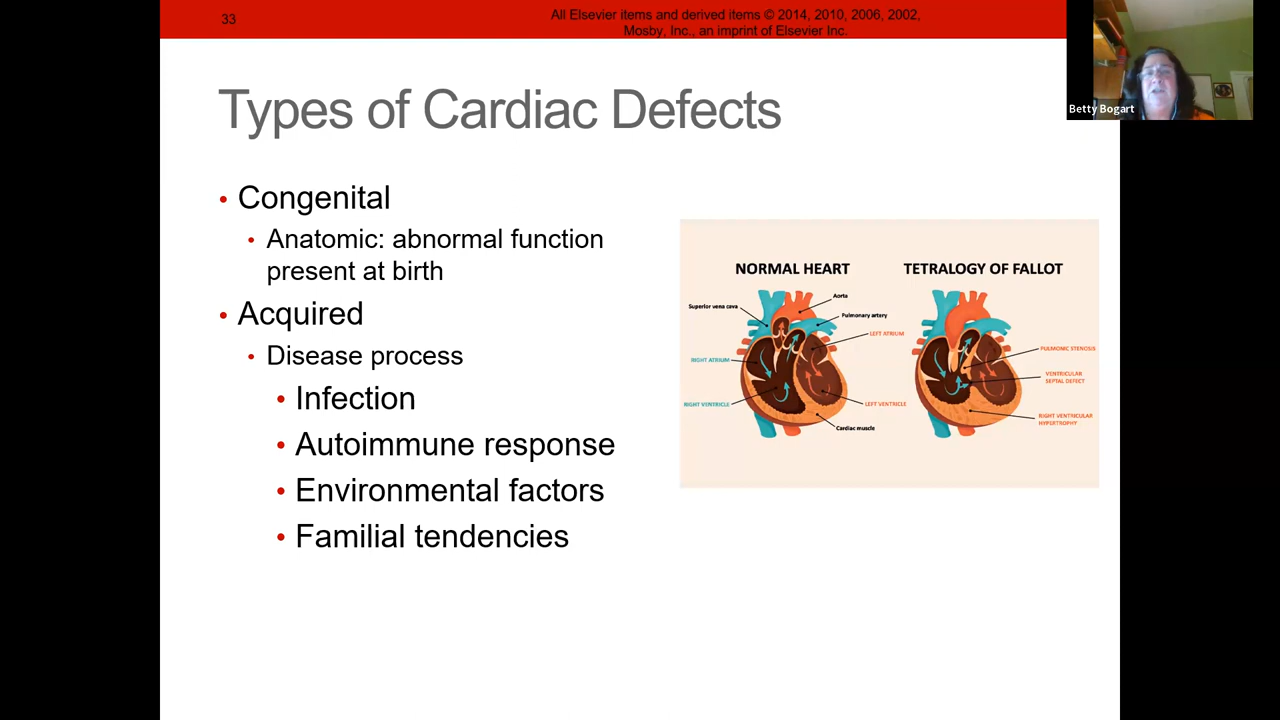 33
All Elsevier items and derived items © 2014, 2010, 2006, 2002,
Mosby, Inc., an imprint of Elsevier Inc.
Betty Bogart
Types of Cardiac Defects
• Congenital
• Anatomic: abnormal function
present at birth
• Acquired
• Disease process
• Infection
• Autoimmune response
• Environmental factors
• Familial tendencies
NORMAL HEART
Superior vena cava
Aorta
Pulmonary artery
LEFT ATRIUM
RIGHT ATRIUM
RIGHT VENTRICLE
LEFT VENTRICLE
Cardiac muscle
TETRALOGY OF FALLOT
PULMONIC STENOSIS
VENTRICULAR
SEPTAL DEFECT
RIGHT VENTRICULAR
HYPERTROPHY